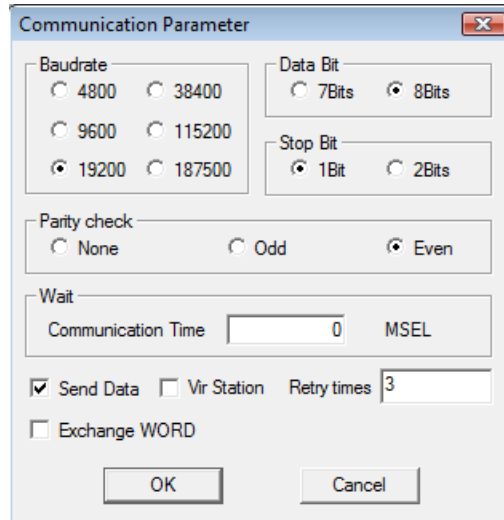 Communication Parameter
Baudrate
4800 38400
9600 115200
19200 187500
Data Bit
7Bits 8Bits
Stop Bit
1Bit 2Bits
Parity check
None Odd Even
Wait
Communication Time 0 MSEL
Send Data Vir Station Retry times 3
Exchange WORD
OK Cancel